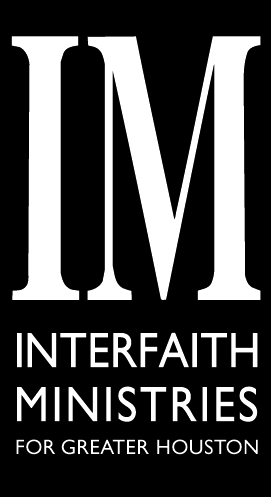 IM
INTERFAITH
MINISTRIES
FOR GREATER HOUSTON